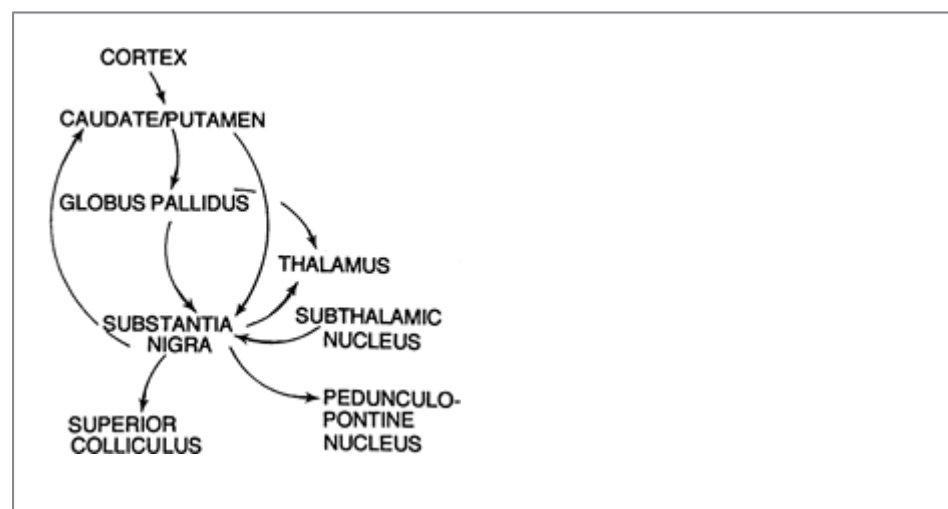 CORTEX
CAUDATE/PUTAMEN
GLOBUS PALLIDUS
THALAMUS
SUBSTANTIA
NIGRA
SUBTHALAMIC
NUCLEUS
PEDUNCULO-
PONTINE
NUCLEUS
SUPERIOR
COLLICULUS